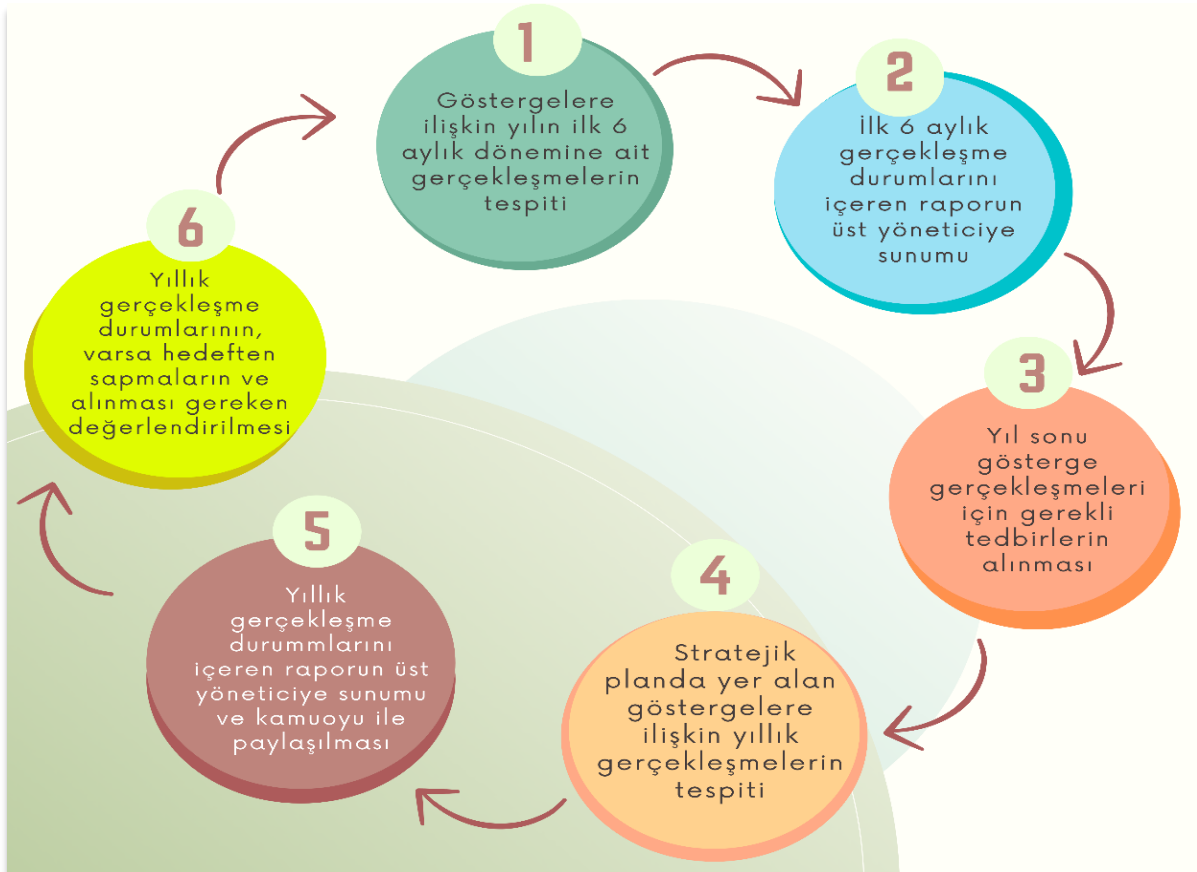 1
Göstergelere
ilişkin yılın ilk 6
aylık dönemine ait
gerçekleşmelerin
tespiti
2
İlk 6 aylık
gerçekleşme
durumlarını
içeren raporun
üst yöneticiye
sunumu
3
Yıl sonu
gösterge
gerçekleşmeleri
için gerekli
tedbirlerin
alınması
4
Stratejik
planda yer alan
göstergelere
ilişkin yıllık
gerçekleşmelerin
tespiti
5
Yıllık
gerçekleşme
durummlarını
içeren raporun üst
yöneticiye sunumu
ve kamuoyu ile
paylaşılması
6
Yıllık
gerçekleşme
durumlarının,
varsa hedeften
sapmaların ve
alınması gereken
değerlendirilmesi